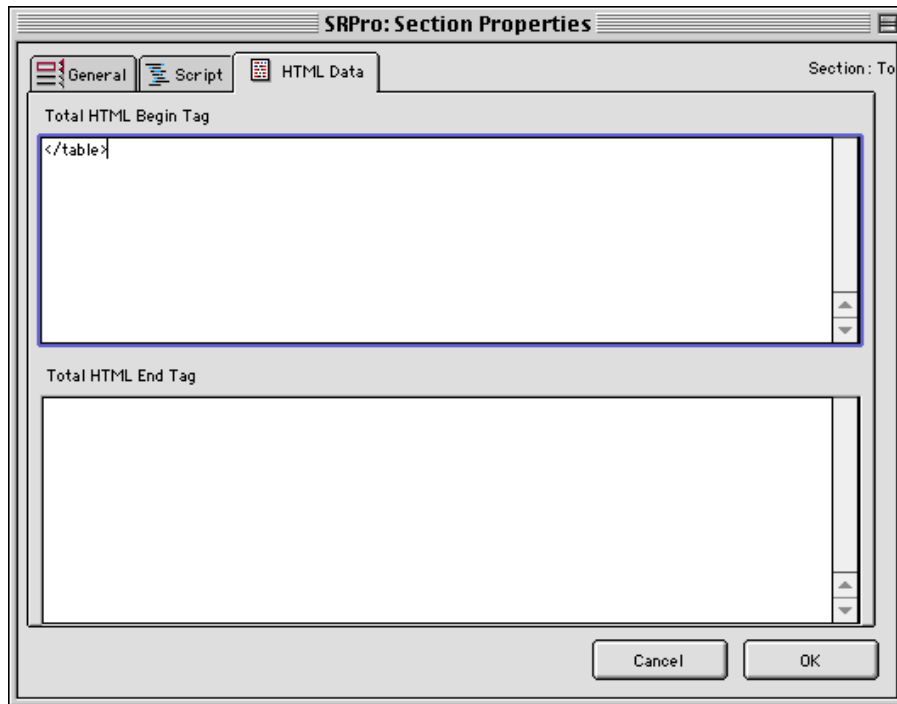 SRPro: Section Properties
General Script HTML Data Section: To
Total HTML Begin Tag
</table>
Total HTML End Tag
Cancel OK